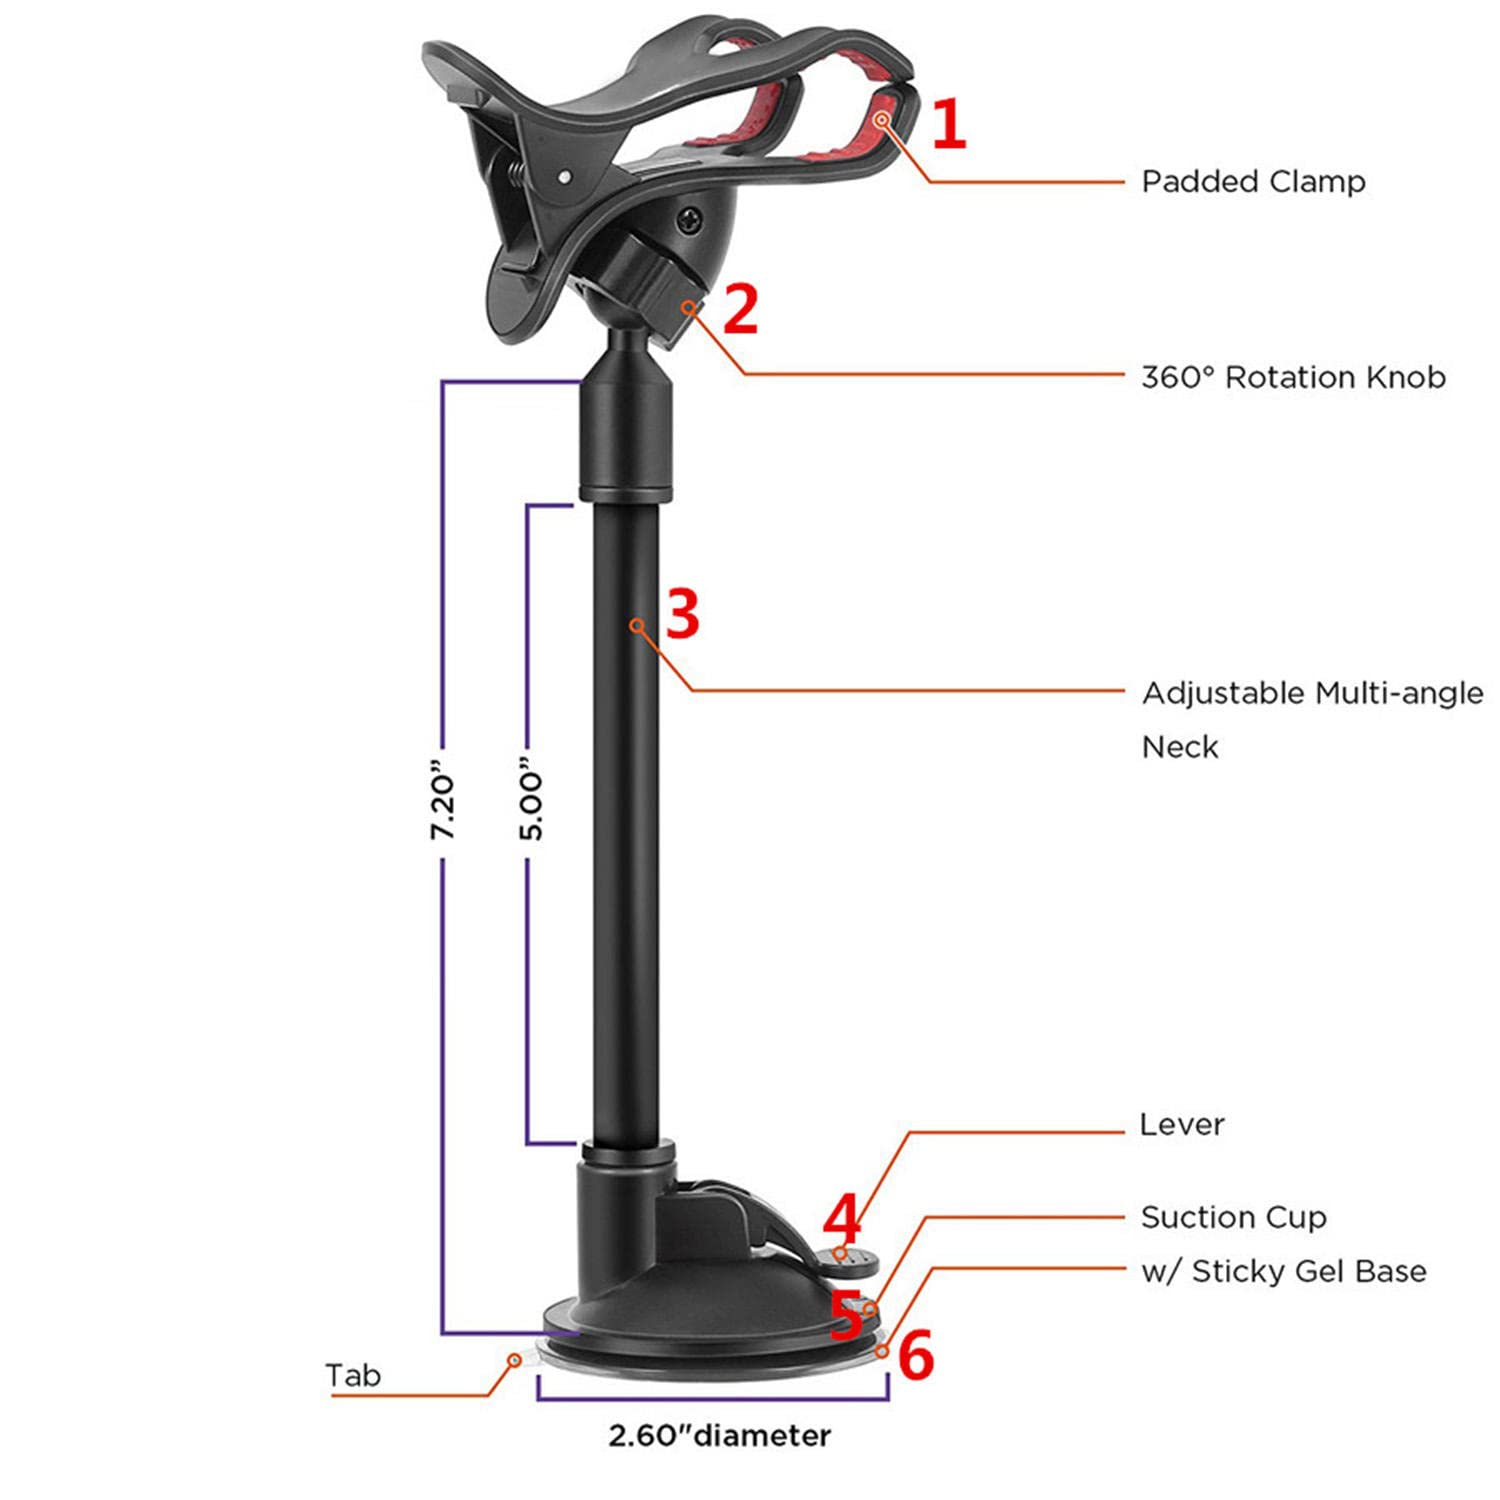 1
Padded Clamp
2
360° Rotation Knob
3
Adjustable Multi-angle
Neck
7.20”
5.00”
Lever
4
Suction Cup
5
w/ Sticky Gel Base
6
Tab
2.60"diameter